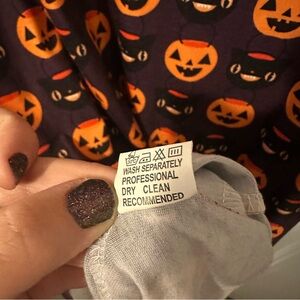 WASH SEPARATELY
PROFESSIONAL
DRY CLEAN
RECOMMENDED